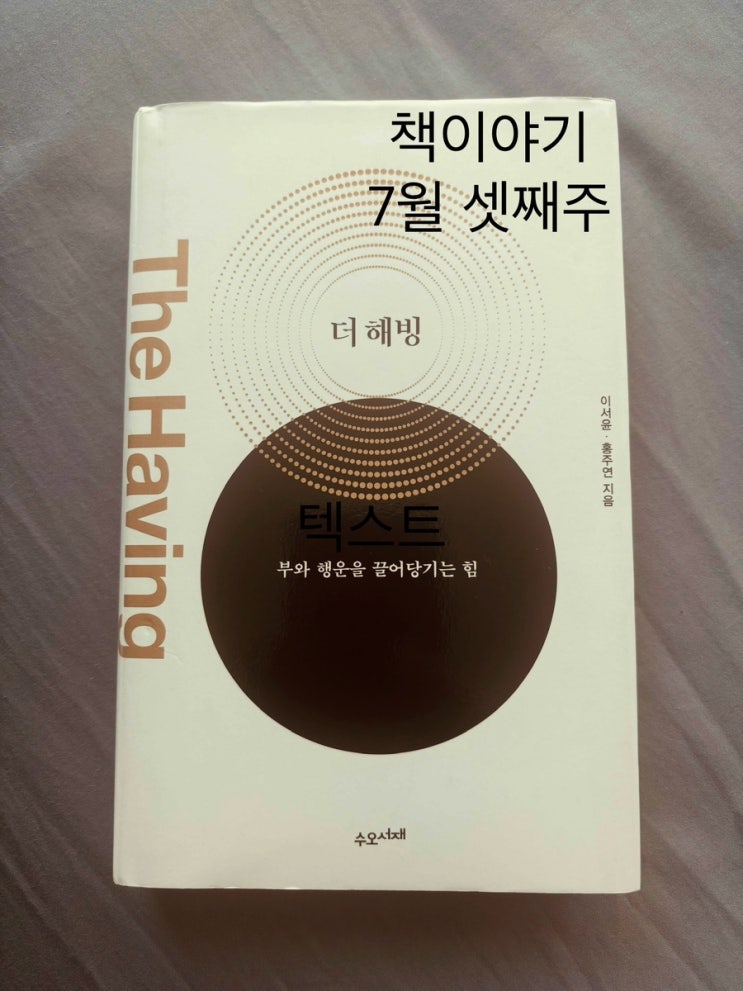 책이야기
7월 셋째주
The Having
더 해빙
이서윤·홍주연 지음
텍스트
부와 행운을 끌어당기는 힘
수오서재